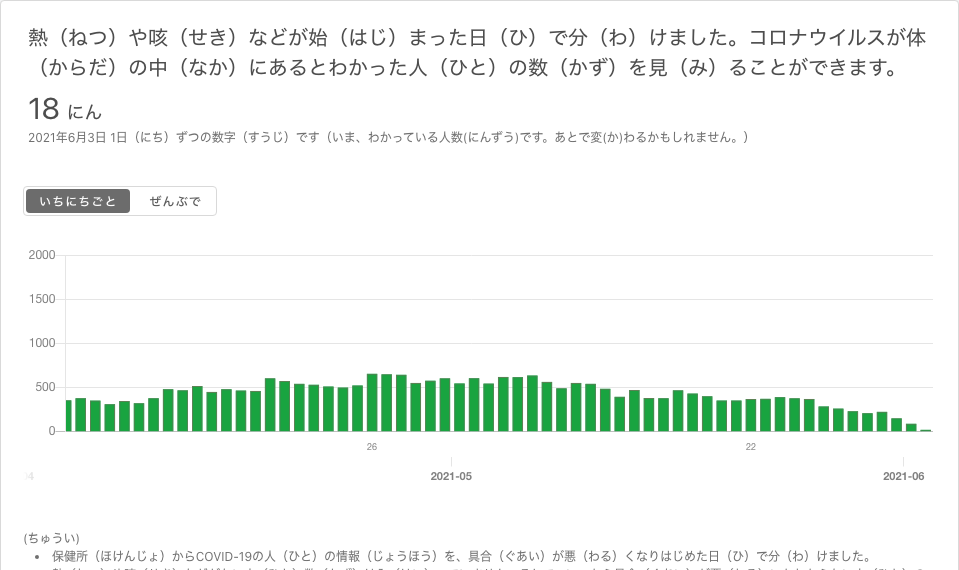 熱（ねつ）や咳（せき）などが始（はじ）まった日（ひ）で分（わ）けました。コロナウイルスが体
（からだ）の中（なか）にあるとわかった人（ひと）の数（かず）を見（み）ることができます。
18 にん
2021年6月3日 1日（にち）ずつの数字（すうじ）です（いま、わかっている人数(にんずう)です。あとで変(か)わるかもしれません。）
いちにちごと ぜんぶで
2000
1500
1000
500
0
26 22
2021-05 2021-06
(ちゅうい)
• 保健所（ほけんじょ）からCOVID-19の人（ひと）の情報（じょうほう）を、具合（ぐあい）が悪（わる）くなりはじめた日（ひ）で分（わ）けました。